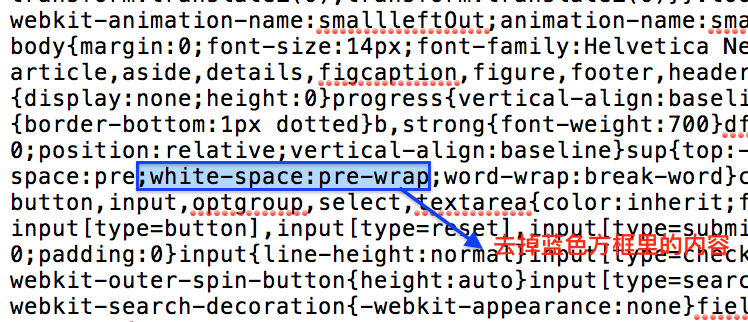 webkit-animation-name:smallleftOut;animation-name:sma
body{margin:0;font-size:14px;font-family:Helvetica Ne
article,aside,details,figcaption,figure,footer,header
{display:none;height:0}progress{vertical-align:baseli
{border-bottom:1px dotted}b,strong{font-weight:700}df
0;position:relative;vertical-align:baseline}sup{top:-
space:pre;white-space:pre-wrap;word-wrap:break-word}c
button,input,optgroup,select,textarea{color:inherit;f
input[type=button],input[type=reset],input[type=submi
去掉蓝色方框里的内容
0;padding:0}input{line-height:normal}input[type=check
webkit-outer-spin-button{height:auto}input[type=searc
webkit-search-decoration{-webkit-appearance:none}fiel